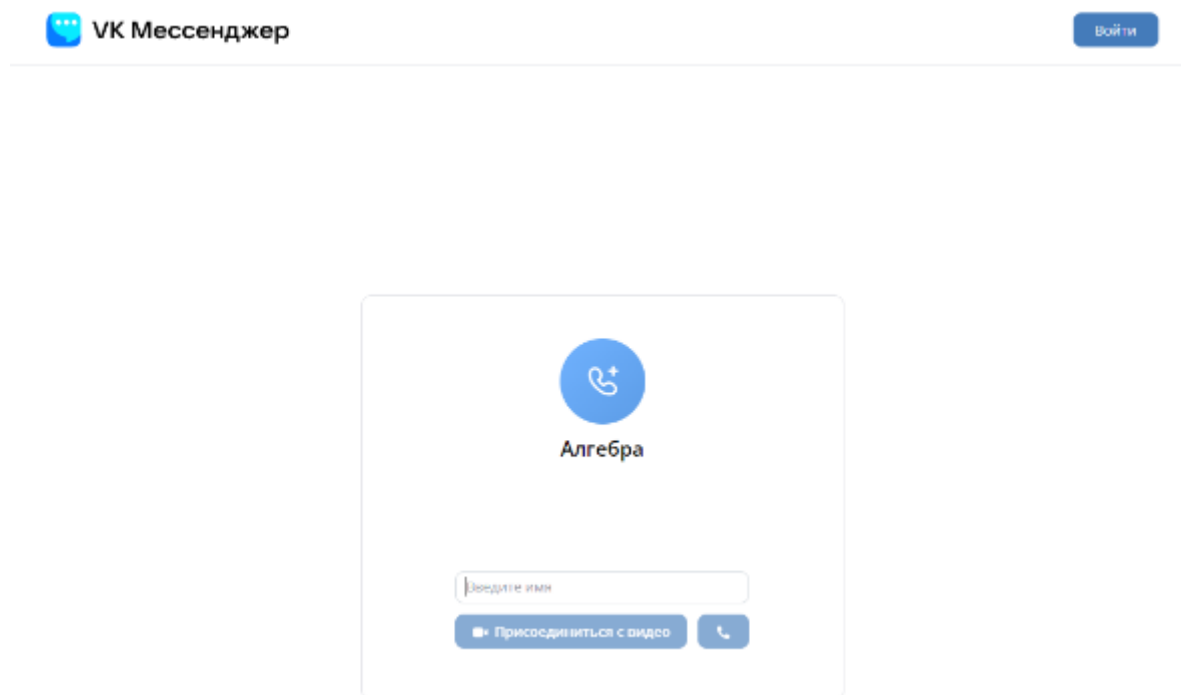 VK Мессенджер
Войти
Алгебра
Введите имя
Присоединиться с видео